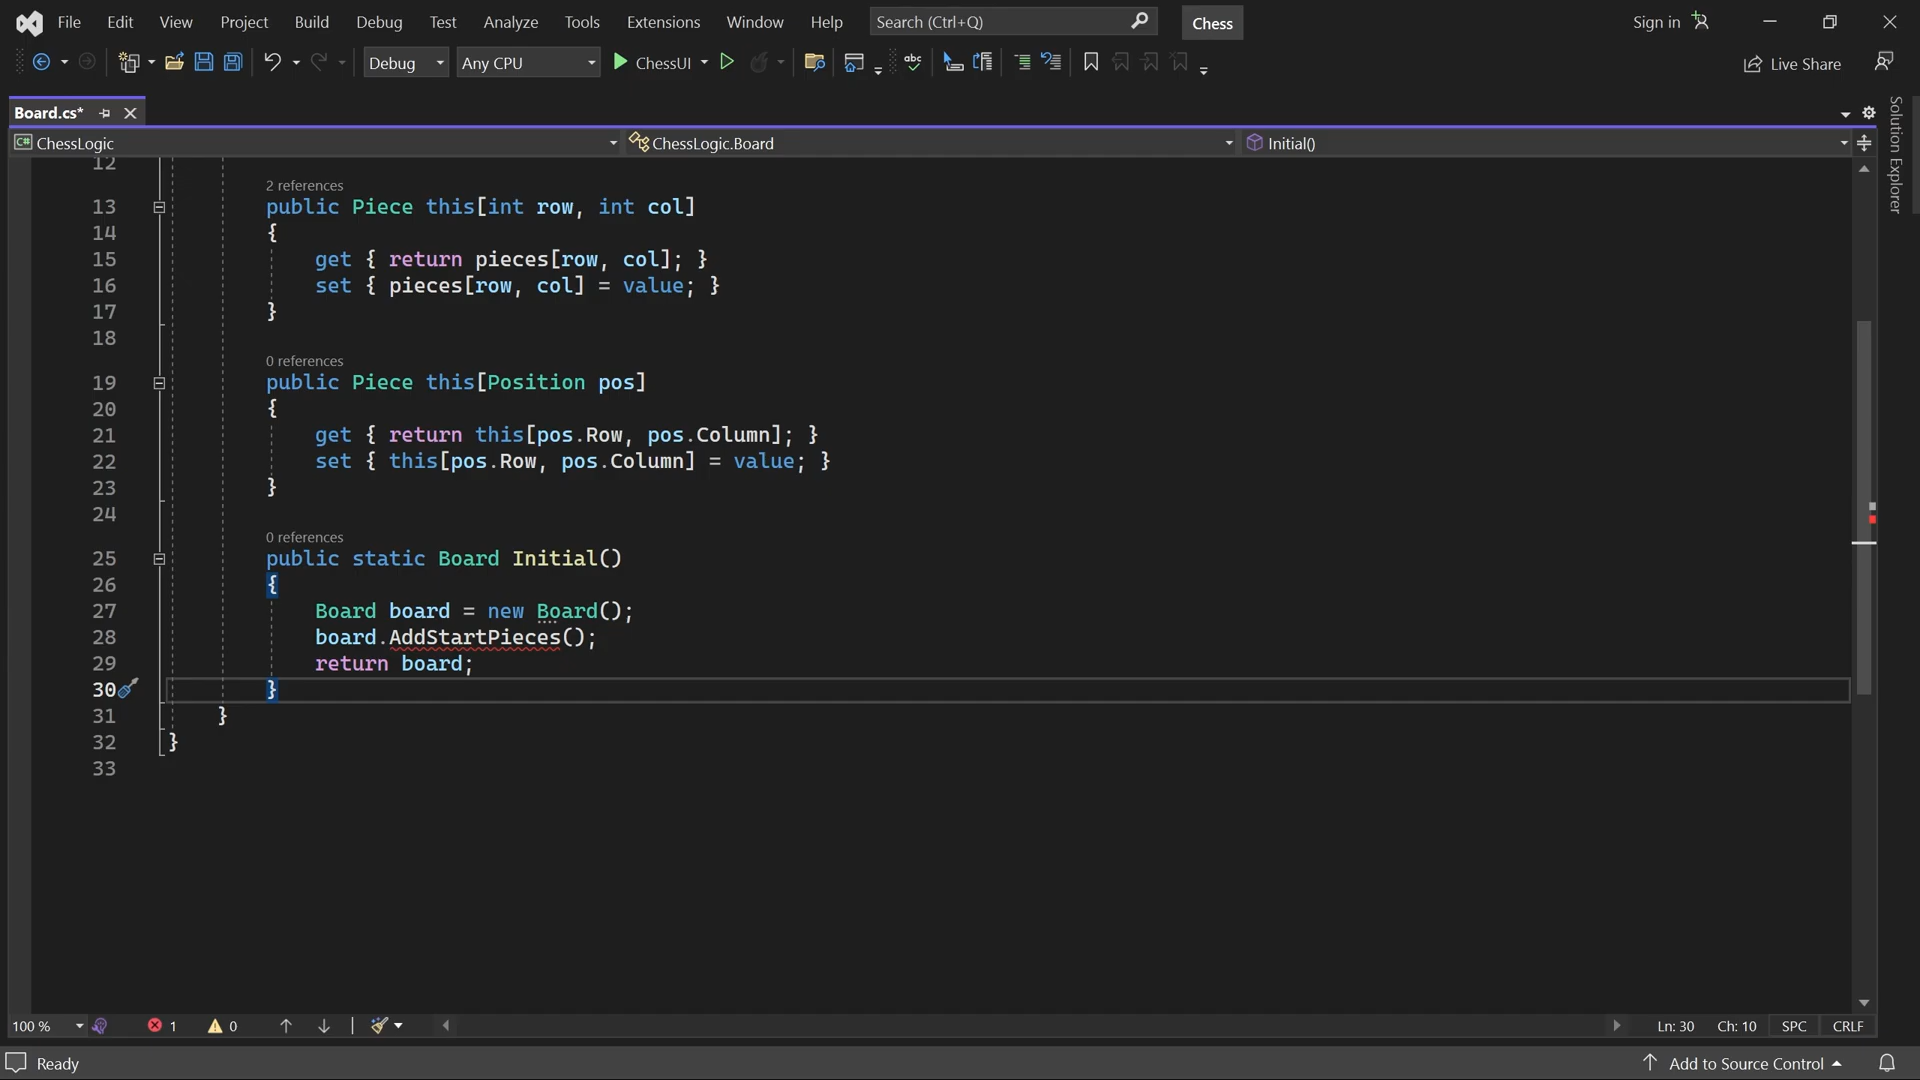 File Edit View Project Build Debug Test Analyze Tools Extensions Window Help Search (Ctrl+Q) Chess Sign in
Debug Any CPU ChessUI abc Live Share
Board.cs*
ChessLogic ChessLogic.Board Initial()
Solution Explorer
12
2 references
13 public Piece this[int row, int col]
14 {
15 get { return pieces[row, col]; }
16 set { pieces[row, col] = value; }
17 }
18
0 references
19 public Piece this[Position pos]
20 {
21 get { return this[pos.Row, pos.Column]; }
22 set { this[pos.Row, pos.Column] = value; }
23 }
24
0 references
25 public static Board Initial()
26 {
27 Board board = new Board();
28 board.AddStartPieces();
29 return board;
30 }
31 }
32 }
33
100 % 1 0 Ln: 30 Ch: 10 SPC CRLF
Ready Add to Source Control